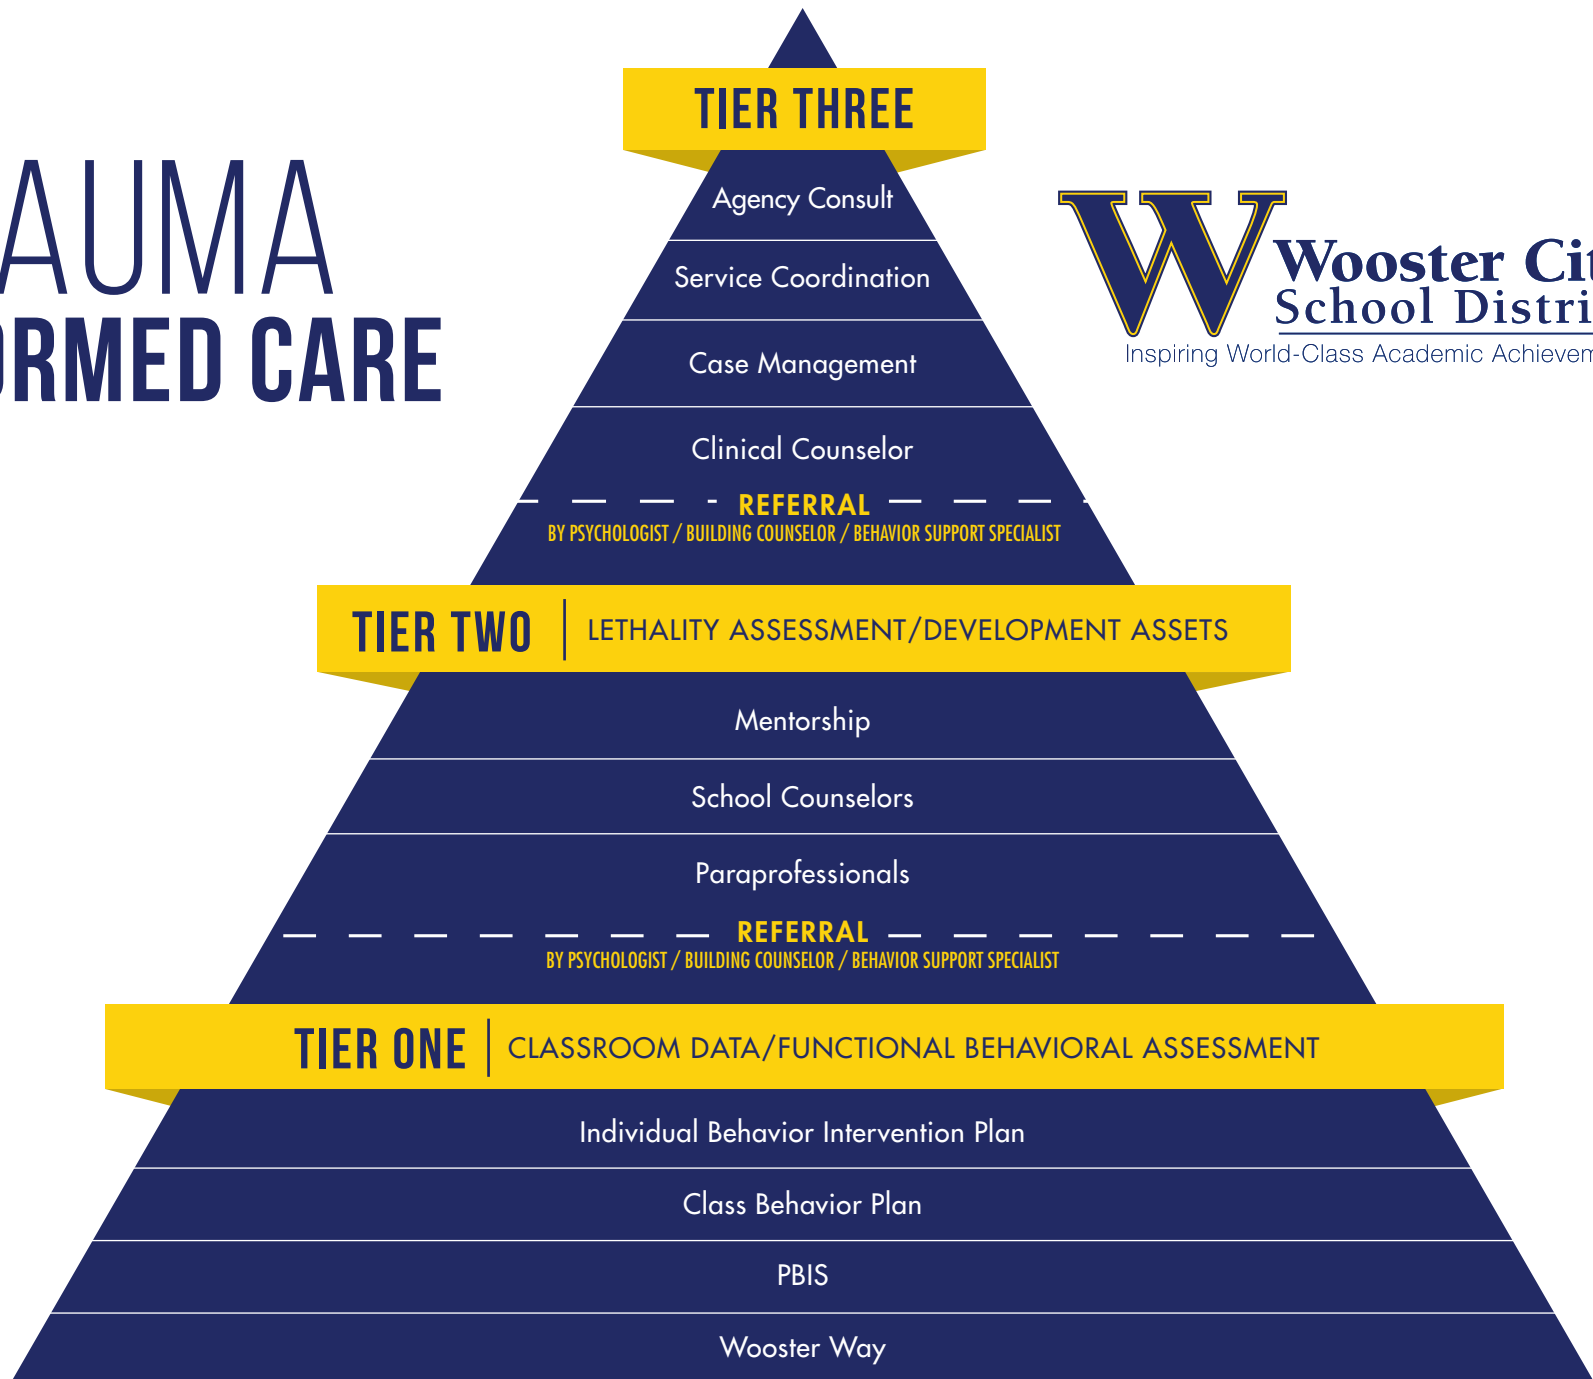 TIER THREE
AUMA
ORMED CARE
Agency Consult
Service Coordination
Case Management
Clinical Counselor
W
Wooster Cit
School Distri
Inspiring World-Class Academic Achievem
REFERRAL
BY PSYCHOLOGIST / BUILDING COUNSELOR / BEHAVIOR SUPPORT SPECIALIST
TIER TWO | LETHALITY ASSESSMENT/DEVELOPMENT ASSETS
Mentorship
School Counselors
Paraprofessionals
REFERRAL
BY PSYCHOLOGIST / BUILDING COUNSELOR / BEHAVIOR SUPPORT SPECIALIST
TIER ONE | CLASSROOM DATA/FUNCTIONAL BEHAVIORAL ASSESSMENT
Individual Behavior Intervention Plan
Class Behavior Plan
PBIS
Wooster Way